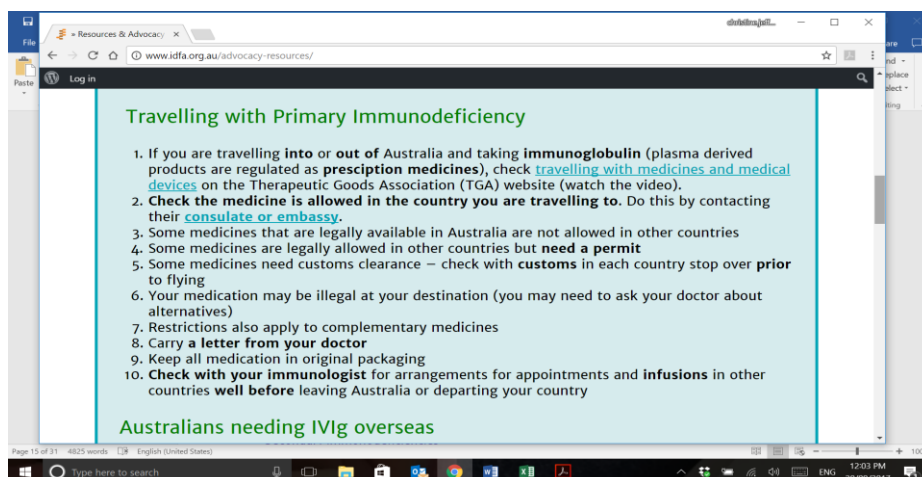 File
» Resources & Advocacy
www.idfa.org.au/advocacy-resources/
Paste
Log in
Travelling with Primary Immunodeficiency
1. If you are travelling into or out of Australia and taking immunoglobulin (plasma derived
products are regulated as presciption medicines), check travelling with medicines and medical
devices on the Therapeutic Goods Association (TGA) website (watch the video).
2. Check the medicine is allowed in the country you are travelling to. Do this by contacting
their consulate or embassy.
3. Some medicines that are legally available in Australia are not allowed in other countries
4. Some medicines are legally allowed in other countries but need a permit
5. Some medicines need customs clearance – check with customs in each country stop over prior
to flying
6. Your medication may be illegal at your destination (you may need to ask your doctor about
alternatives)
7. Restrictions also apply to complementary medicines
8. Carry a letter from your doctor
9. Keep all medication in original packaging
10. Check with your immunologist for arrangements for appointments and infusions in other
countries well before leaving Australia or departing your country
Australians needing IVIg overseas
Page 15 of 31 4825 words English (United States)
Type here to search
ENG
12:03 PM